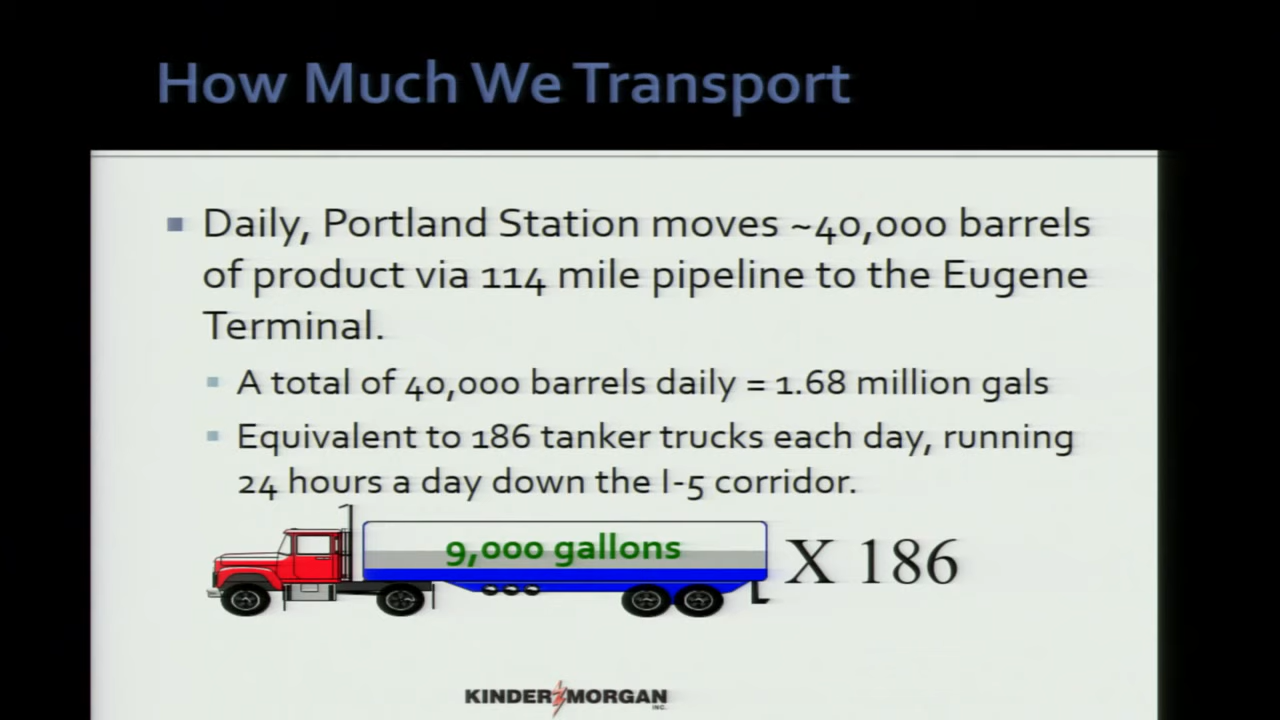 How Much We Transport
Daily, Portland Station moves ~40,000 barrels
of product via 114 mile pipeline to the Eugene
Terminal.
A total of 40,000 barrels daily = 1.68 million gals
Equivalent to 186 tanker trucks each day, running
24 hours a day down the I-5 corridor.
9,000 gallons X 186
KINDER MORGAN
INC.